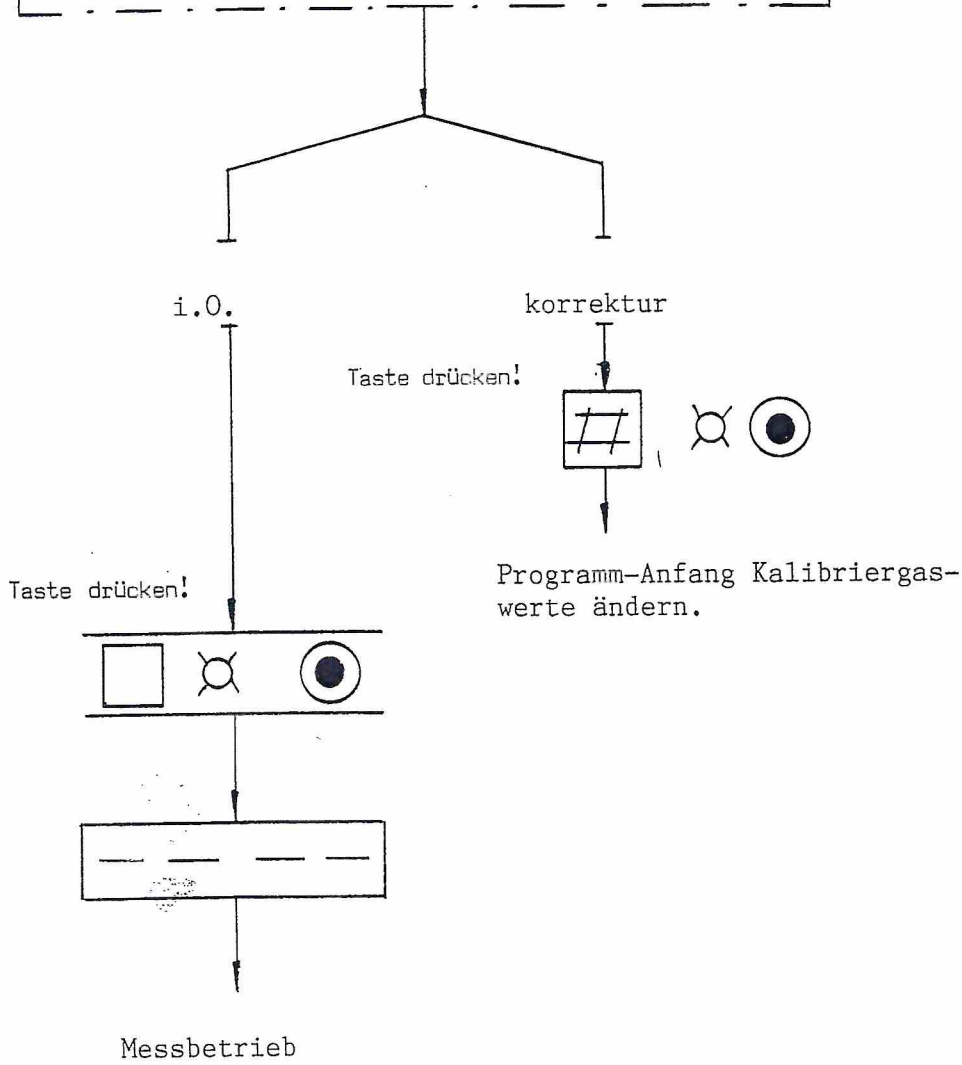 i.O.
korrektur
Taste drücken!
Programm-Anfang Kalibriergas-
werte ändern.
Taste drücken!
Messbetrieb